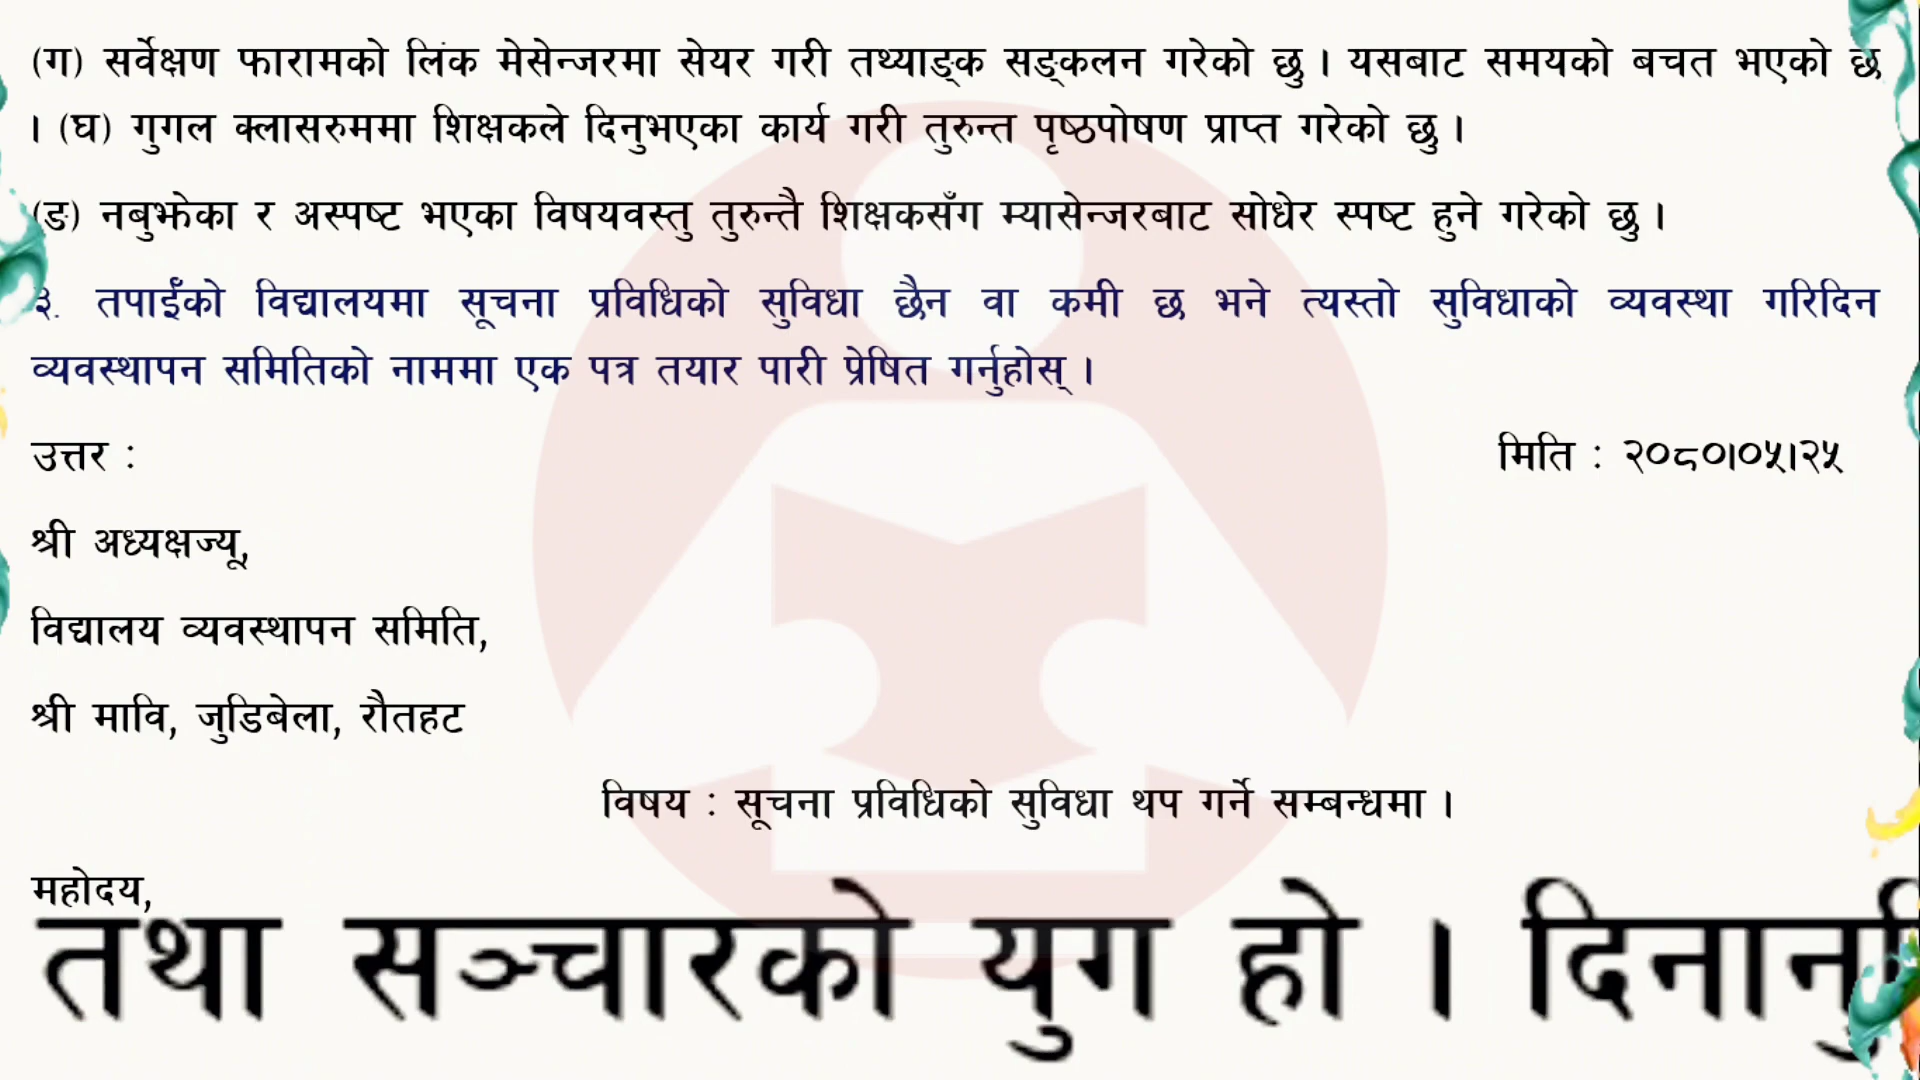 (ग) सर्वेक्षण फारामको लिंक मेसेन्जरमा सेयर गरी तथ्याङ्क सङ्कलन गरेको छु । यसबाट समयको बचत भएको छ
। (घ) गुगल क्लासरुममा शिक्षकले दिनुभएका कार्य गरी तुरुन्त पृष्ठपोषण प्राप्त गरेको छु ।
(ङ) नबुझेका र अस्पष्ट भएका विषयवस्तु तुरुन्तै शिक्षकसँग म्यासेन्जरबाट सोधेर स्पष्ट हुने गरेको छु ।
३. तपाईँको विद्यालयमा सूचना प्रविधिको सुविधा छैन वा कमी छ भने त्यस्तो सुविधाको व्यवस्था गरिदिन
व्यवस्थापन समितिको नाममा एक पत्र तयार पारी प्रेषित गर्नुहोस् ।
उत्तर : मिति : २०८०।०५।२५
श्री अध्यक्षज्यू,
विद्यालय व्यवस्थापन समिति,
श्री मावि, जुडिबेला, रौतहट
विषय : सूचना प्रविधिको सुविधा थप गर्ने सम्बन्धमा ।
महोदय,
तथा सञ्चारको युग हो ।